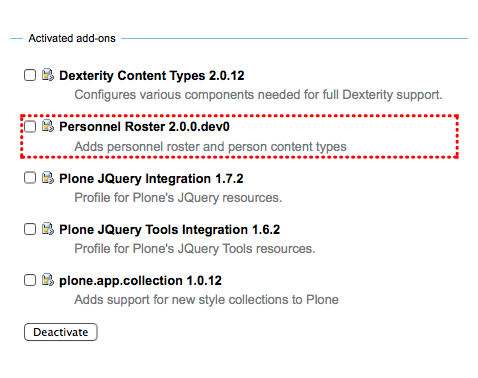 Activated add-ons
Dexterity Content Types 2.0.12
Configures various components needed for full Dexterity support.
Personnel Roster 2.0.0.dev0
Adds personnel roster and person content types
Plone JQuery Integration 1.7.2
Profile for Plone's JQuery resources.
Plone JQuery Tools Integration 1.6.2
Profile for Plone's JQuery Tools resources.
plone.app.collection 1.0.12
Adds support for new style collections to Plone
Deactivate